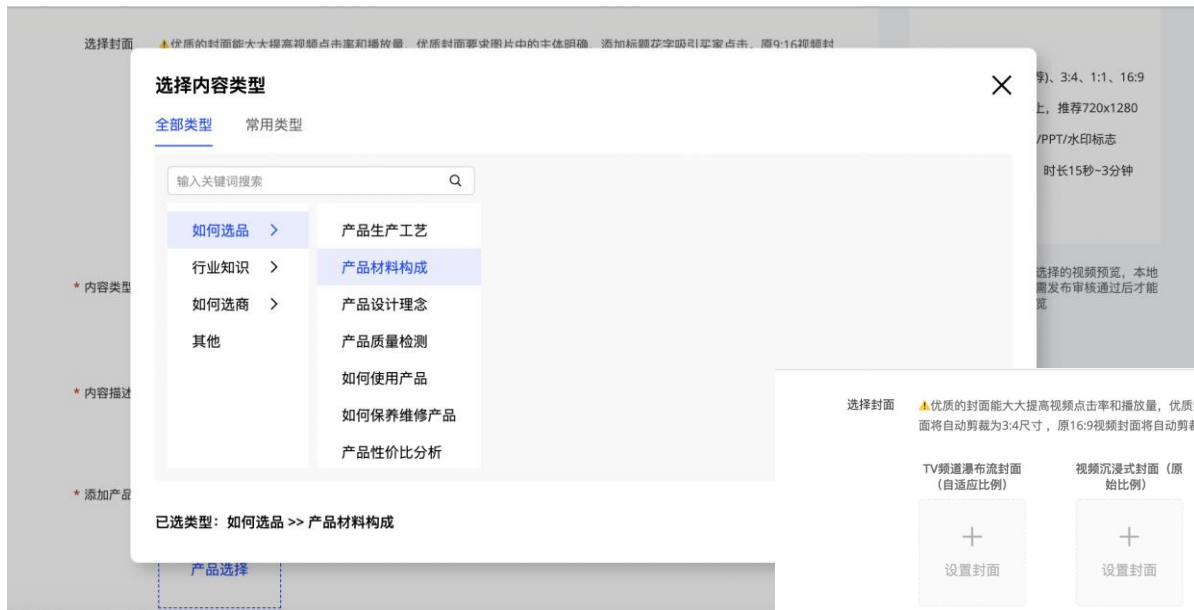 选择封面
⚠优质的封面能大大提高视频点击率和播放量，优质封面要求图片中的主体明确，添加标题花字吸引买家点击，原9:16视频封
选择内容类型
全部类型
常用类型
输入关键词搜索
如何选品
行业知识
如何选商
其他
产品生产工艺
产品材料构成
产品设计理念
产品质量检测
如何使用产品
如何保养维修产品
产品性价比分析
已选类型：如何选品 >> 产品材料构成
荐)、3:4、1:1、16:9
上，推荐720x1280
/PPT/水印标志
时长15秒~3分钟
选择的视频预览，本地
需发布审核通过后才能
览
* 内容类型
* 内容描述
* 添加产品
产品选择
选择封面
⚠优质的封面能大大提高视频点击率和播放量，优质
面将自动剪裁为3:4尺寸，原16:9视频封面将自动剪裁
TV频道瀑布流封面
（自适应比例）
设置封面
视频沉浸式封面（原
始比例）
设置封面